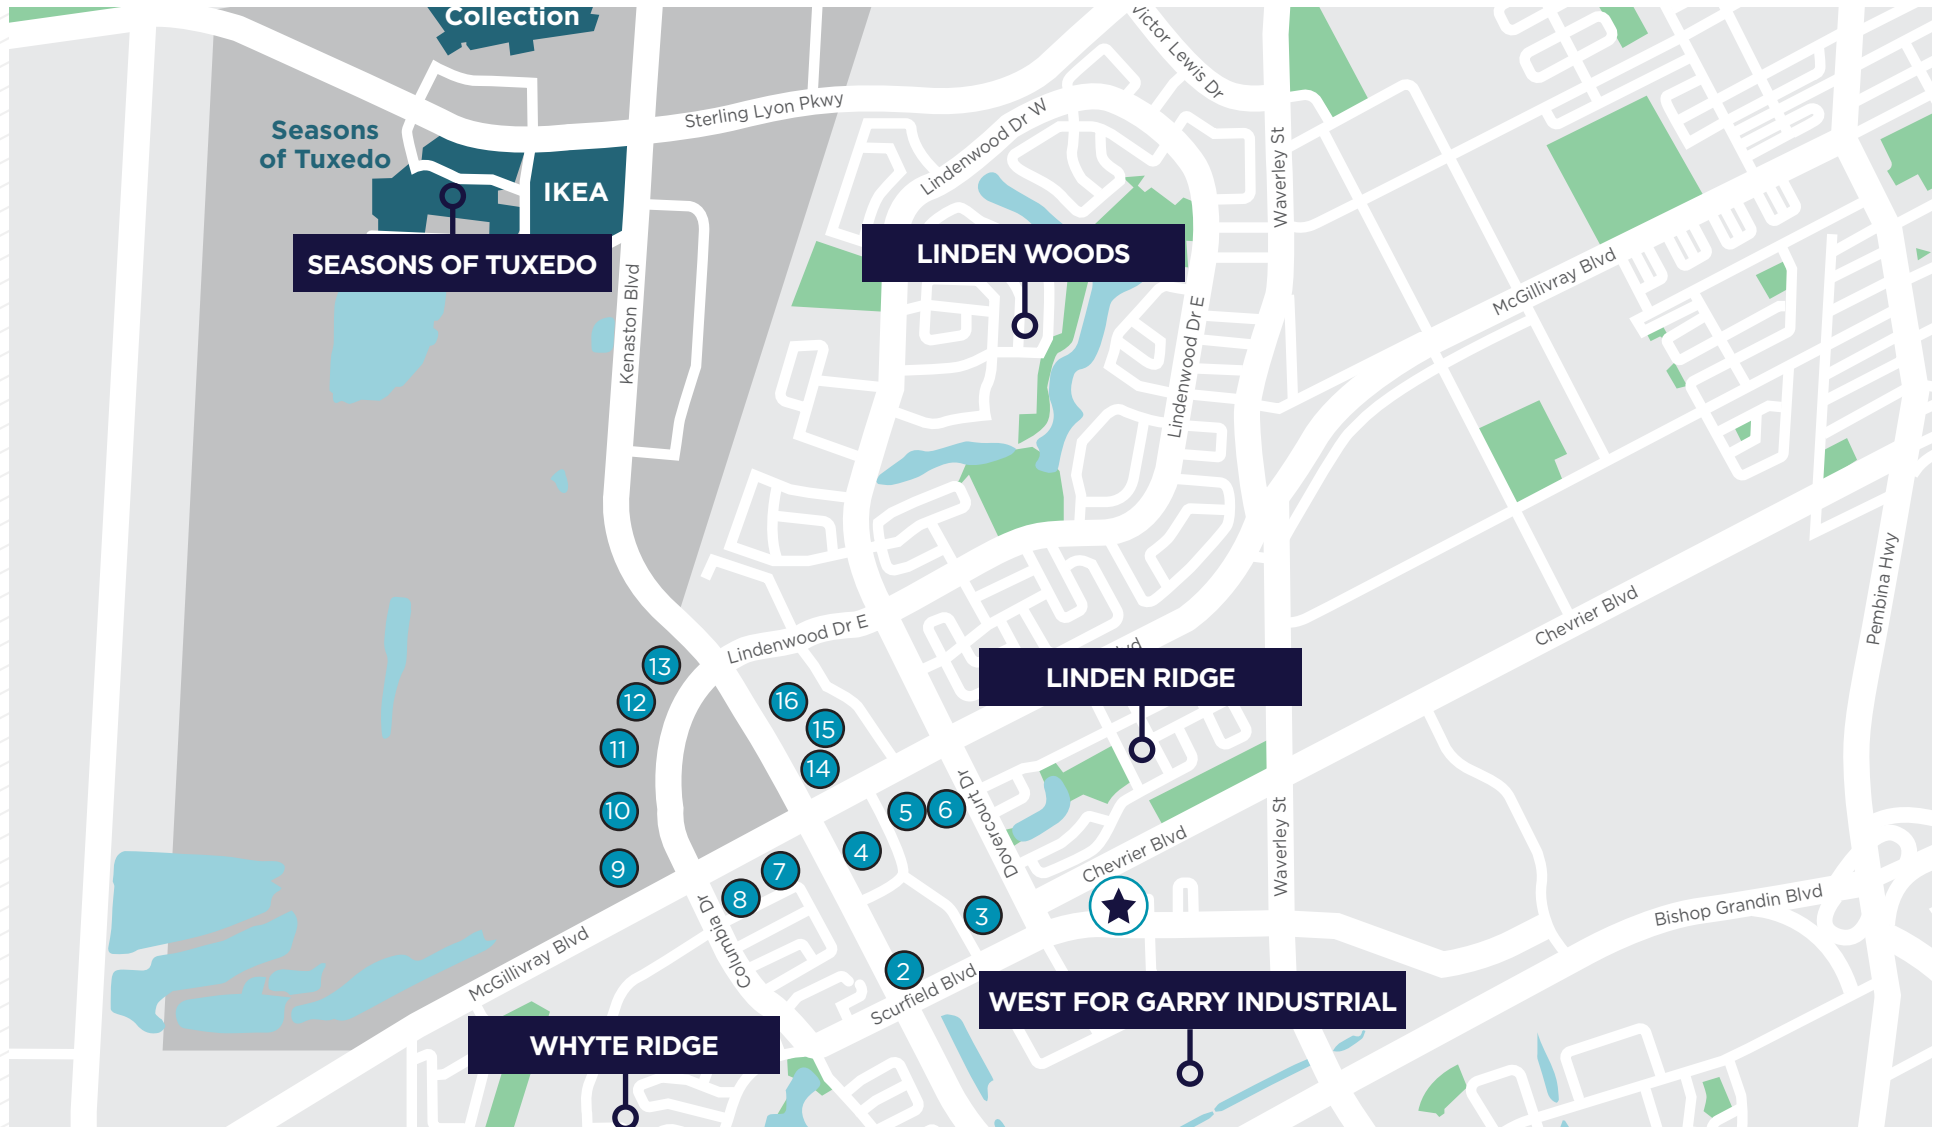 Collection
Victor Lewis Dr
Sterling Lyon Pkwy
Lindenwood Dr W
Seasons
of Tuxedo
IKEA
Waverley St
SEASONS OF TUXEDO
LINDEN WOODS
McGillivray Blvd
Kenaston Blvd
Lindenwood Dr E
Pembina Hwy
Chevrier Blvd
Lindenwood Dr E
LINDEN RIDGE
13
12
16
11
15
14
10
5
6
Dovercourt Dr
4
Waverley St
9
7
Chevrier Blvd
8
3
Bishop Grandin Blvd
Columbia Dr
McGillivray Blvd
2
Scurfield Blvd
WEST FOR GARRY INDUSTRIAL
WHYTE RIDGE